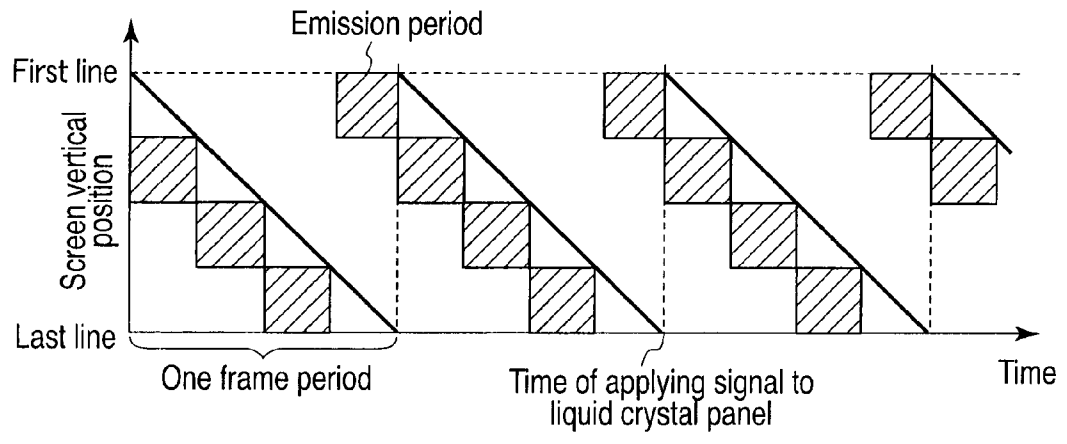 Emission period
First line
Screen vertical
position
Last line
One frame period
Time of applying signal to
liquid crystal panel
Time